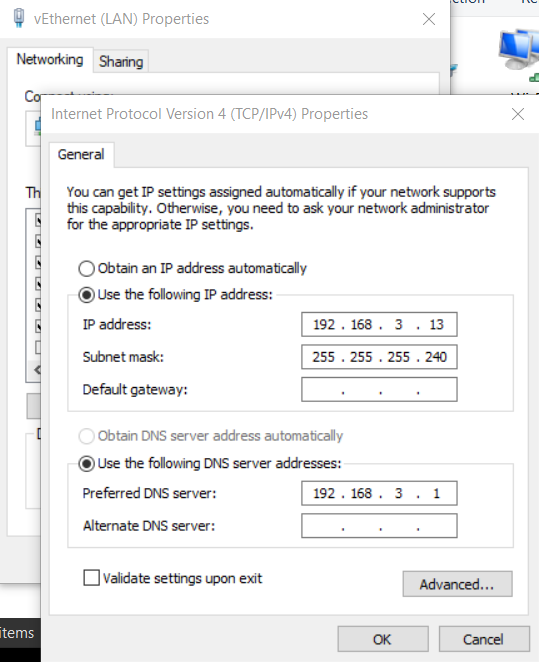 vEthernet (LAN) Properties
Networking
Sharing
Internet Protocol Version 4 (TCP/IPv4) Properties
General
You can get IP settings assigned automatically if your network supports
this capability. Otherwise, you need to ask your network administrator
for the appropriate IP settings.
Obtain an IP address automatically
Use the following IP address:
IP address: 192 . 168 . 3 . 13
Subnet mask: 255 . 255 . 255 . 240
Default gateway: . . .
Obtain DNS server address automatically
Use the following DNS server addresses:
Preferred DNS server: 192 . 168 . 3 . 1
Alternate DNS server: . . .
Validate settings upon exit
Advanced...
items
OK
Cancel